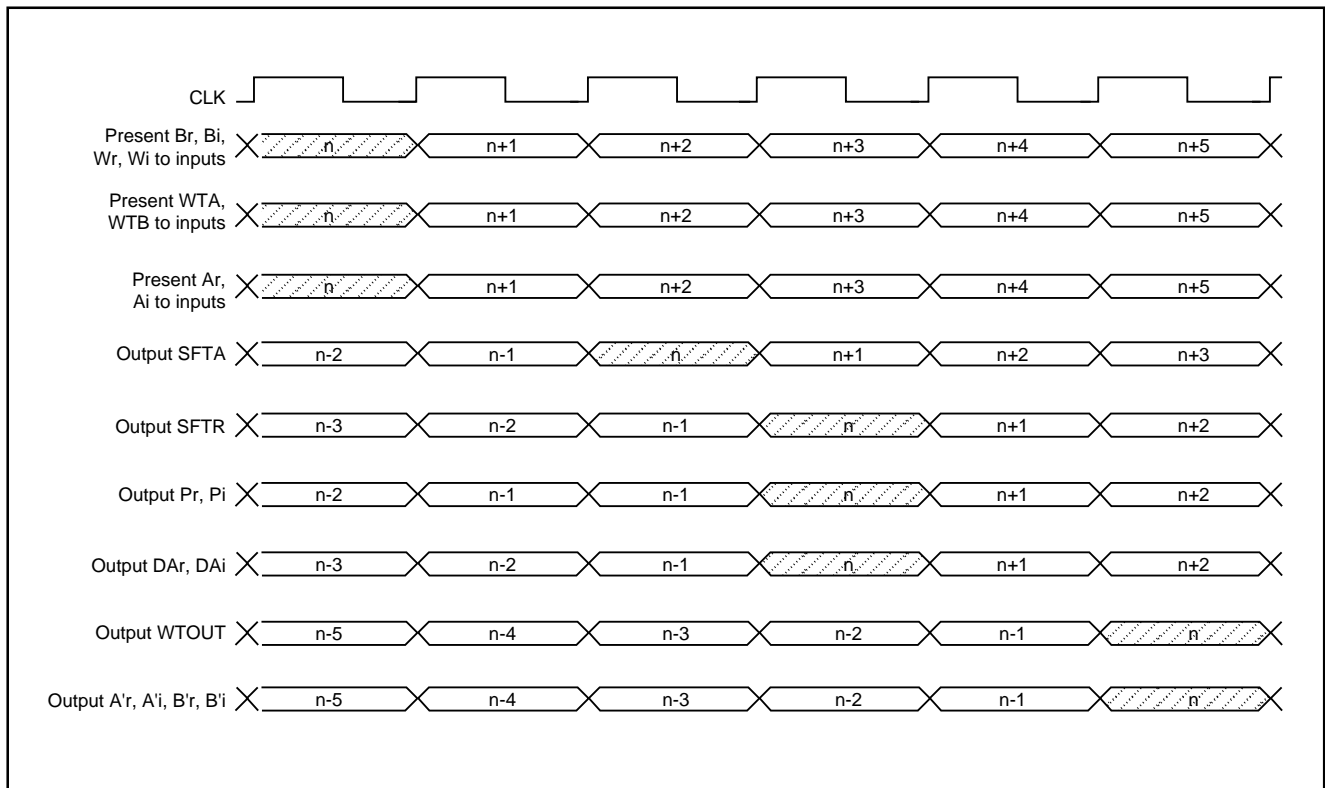 CLK
Present Br, Bi,
Wr, Wi to inputs
n n+1 n+2 n+3 n+4 n+5
Present WTA,
WTB to inputs
n n+1 n+2 n+3 n+4 n+5
Present Ar,
Ai to inputs
n n+1 n+2 n+3 n+4 n+5
Output SFTA n-2 n-1 n n+1 n+2 n+3
Output SFTR n-3 n-2 n-1 n n+1 n+2
Output Pr, Pi n-2 n-1 n-1 n n+1 n+2
Output DAr, DAi n-3 n-2 n-1 n n+1 n+2
Output WTOUT n-5 n-4 n-3 n-2 n-1 n
Output A'r, A'i, B'r, B'i n-5 n-4 n-3 n-2 n-1 n